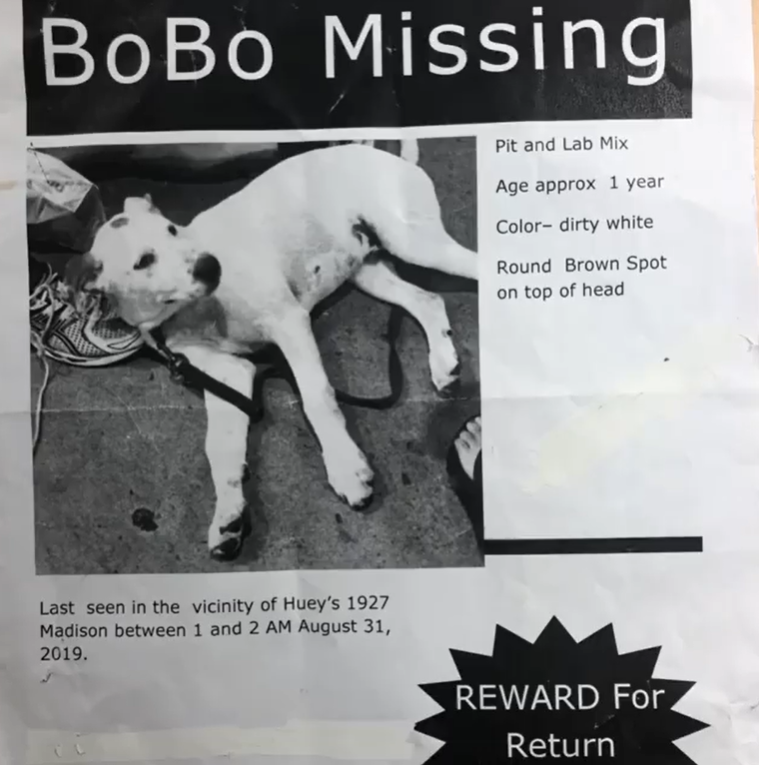 BoBo Missing
Pit and Lab Mix
Age approx 1 year
Color– dirty white
Round Brown Spot
on top of head
Last seen in the vicinity of Huey's 1927
Madison between 1 and 2 AM August 31,
2019.
REWARD For
Return